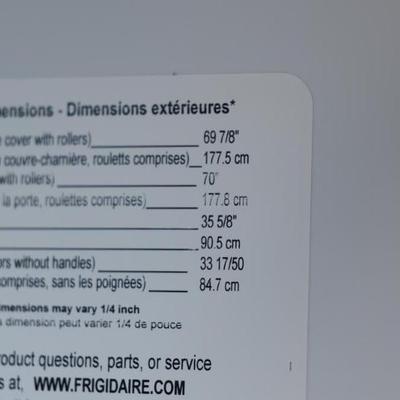 ensions - Dimensions extérieures*
cover with rollers) 69 7/8"
couvre-charnière, rouletts comprises) 177.5 cm
with rollers) 70"
la porte, roulettes comprises) 177.8 cm
35 5/8"
90.5 cm
ors without handles) 33 17/50
comprises, sans les poignées) 84.7 cm
imensions may vary 1/4 inch
dimension peut varier 1/4 de pouce
roduct questions, parts, or service
s at, WWW.FRIGIDAIRE.COM